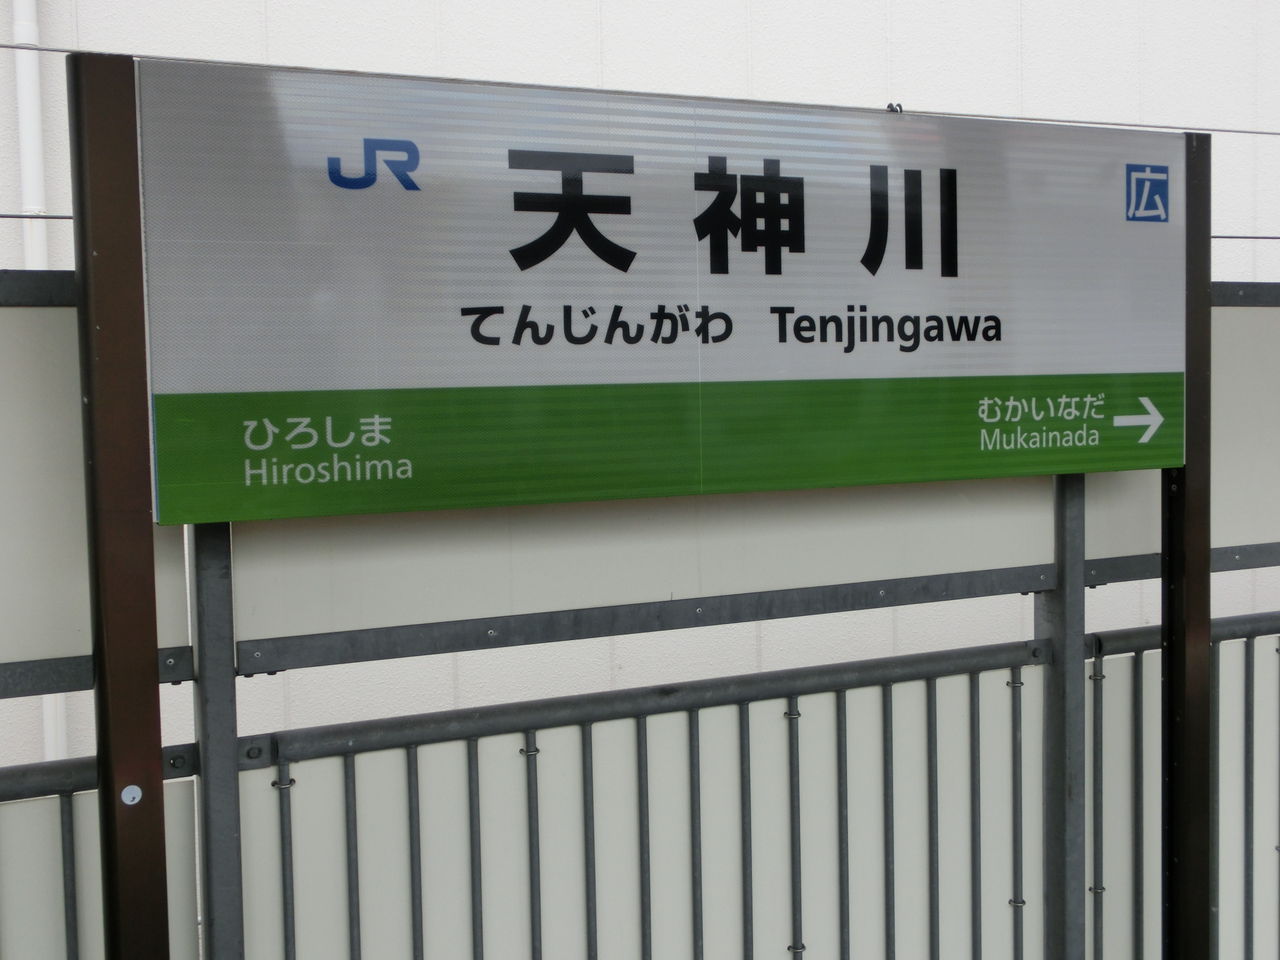 JR 天神川 広
てんじんがわ Tenjingawa
ひろしま
Hiroshima
むかいなだ →
Mukainada